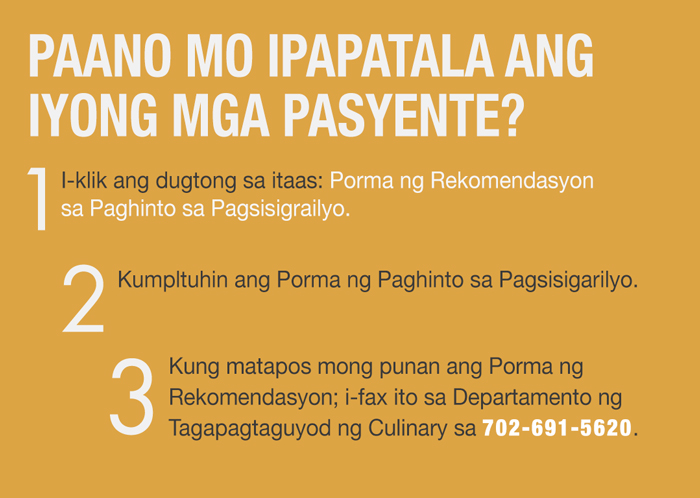 PAANO MO IPAPATALA ANG
IYONG MGA PASYENTE?
1 I-klik ang dugtong sa itaas: Porma ng Rekomendasyon
sa Paghinto sa Pagsisigrailyo.
2 Kumpltuhin ang Porma ng Paghinto sa Pagsisigarilyo.
3 Kung matapos mong punan ang Porma ng
Rekomendasyon; i-fax ito sa Departamento ng
Tagapagtaguyod ng Culinary sa 702-691-5620.